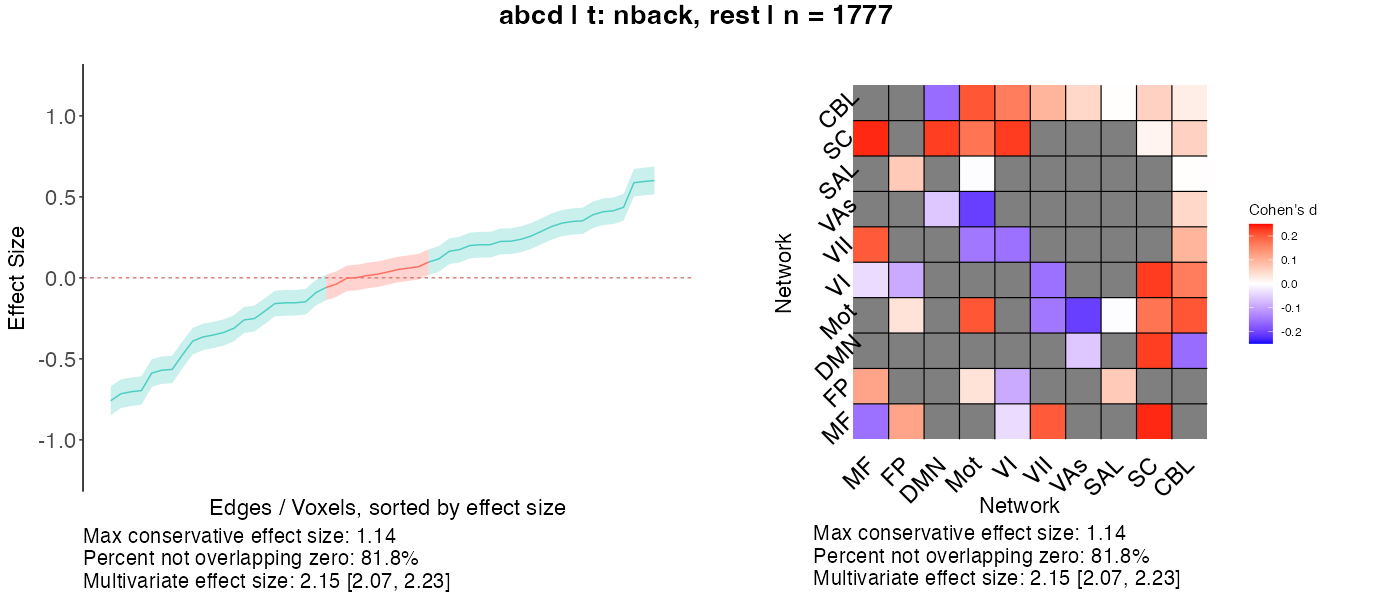 abcd | t: nback, rest | n = 1777
Effect Size
1.0
0.5
0.0
-0.5
-1.0
Edges / Voxels, sorted by effect size
Max conservative effect size: 1.14
Percent not overlapping zero: 81.8%
Multivariate effect size: 2.15 [2.07, 2.23]
Network
CBL
SC
SAL
VAs
VII
VI
Mot
DMN
FP
MF
MF FP DMN Mot VI VII VAs SAL SC CBL
Network
Max conservative effect size: 1.14
Percent not overlapping zero: 81.8%
Multivariate effect size: 2.15 [2.07, 2.23]
Cohen's d
0.2
0.1
0.0
-0.1
-0.2